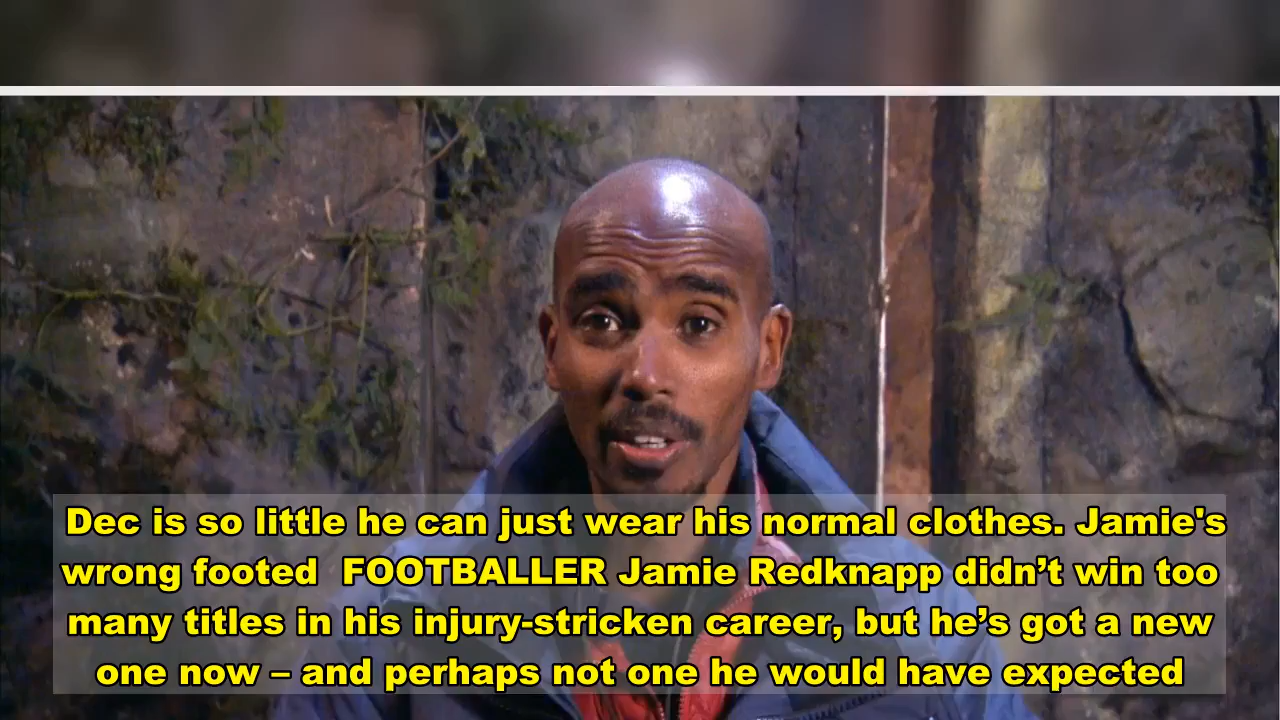 Dec is so little he can just wear his normal clothes. Jamie's
wrong footed  FOOTBALLER Jamie Redknapp didn’t win too
many titles in his injury-stricken career, but he’s got a new
one now – and perhaps not one he would have expected